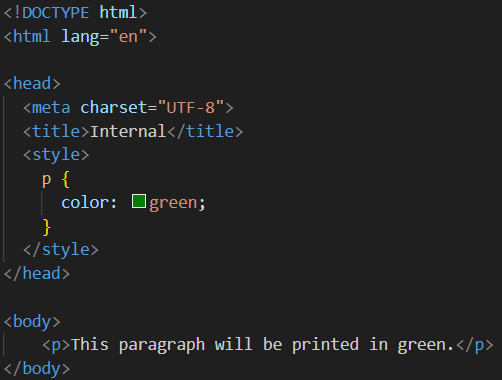 <!DOCTYPE html>
<html lang="en">
<head>
<meta charset="UTF-8">
<title>Internal</title>
<style>
p {
color: green;
}
</style>
</head>
<body>
<p>This paragraph will be printed in green.</p>
</body>